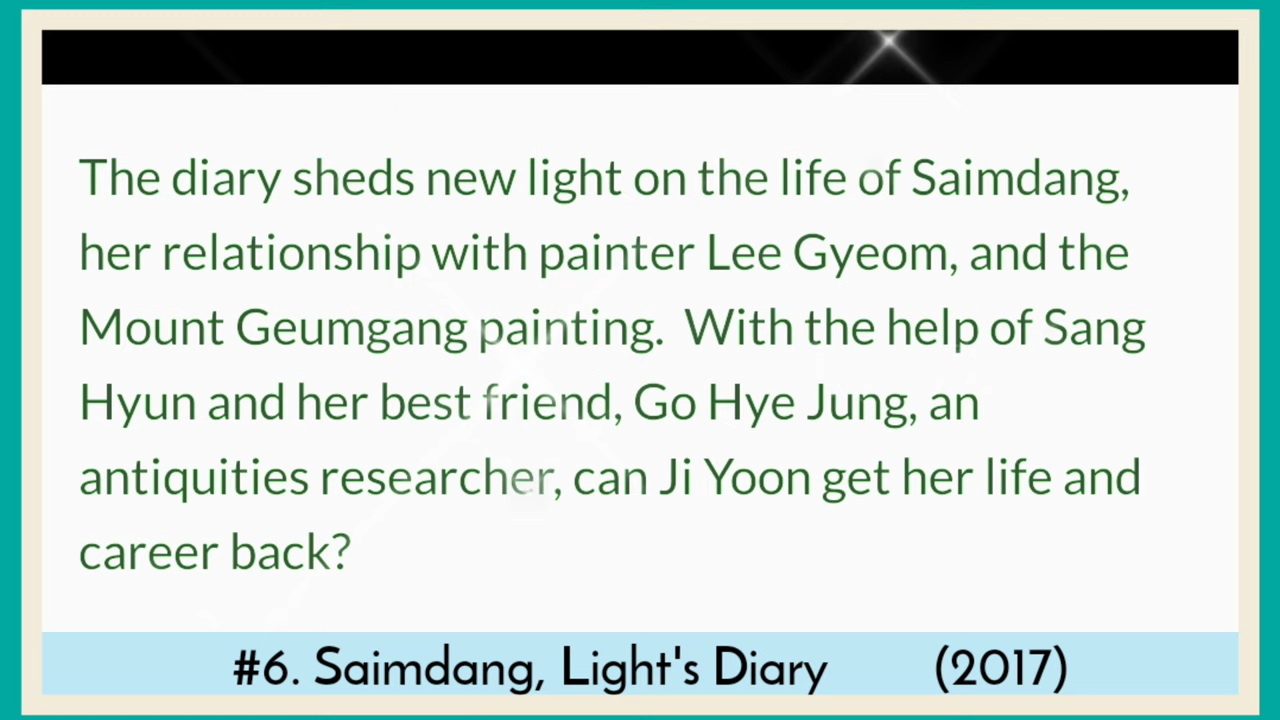 The diary sheds new light on the life of Saimdang,
her relationship with painter Lee Gyeom, and the
Mount Geumgang painting.  With the help of Sang
Hyun and her best friend, Go Hye Jung, an
antiquities researcher, can Ji Yoon get her life and
career back?
#6. Saimdang, Light's Diary (2017)